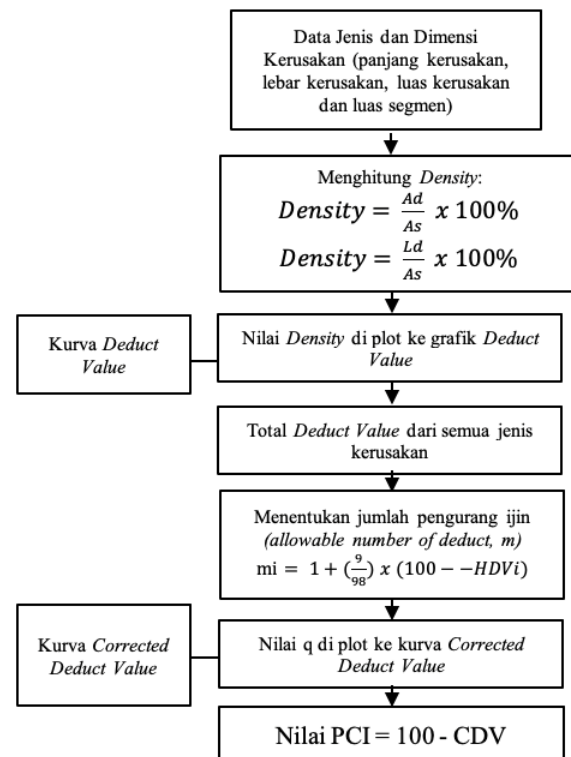 Data Jenis dan Dimensi
Kerusakan (panjang kerusakan,
lebar kerusakan, luas kerusakan
dan luas segmen)
Menghitung Density:
Density = Ad/As x 100%
Density = Ld/As x 100%
Kurva Deduct
Value
Nilai Density di plot ke grafik Deduct
Value
Total Deduct Value dari semua jenis
kerusakan
Menentukan jumlah pengurang ijin
(allowable number of deduct, m)
mi = 1 + (9/98) x (100 − −HDVi)
Kurva Corrected
Deduct Value
Nilai q di plot ke kurva Corrected
Deduct Value
Nilai PCI = 100 - CDV